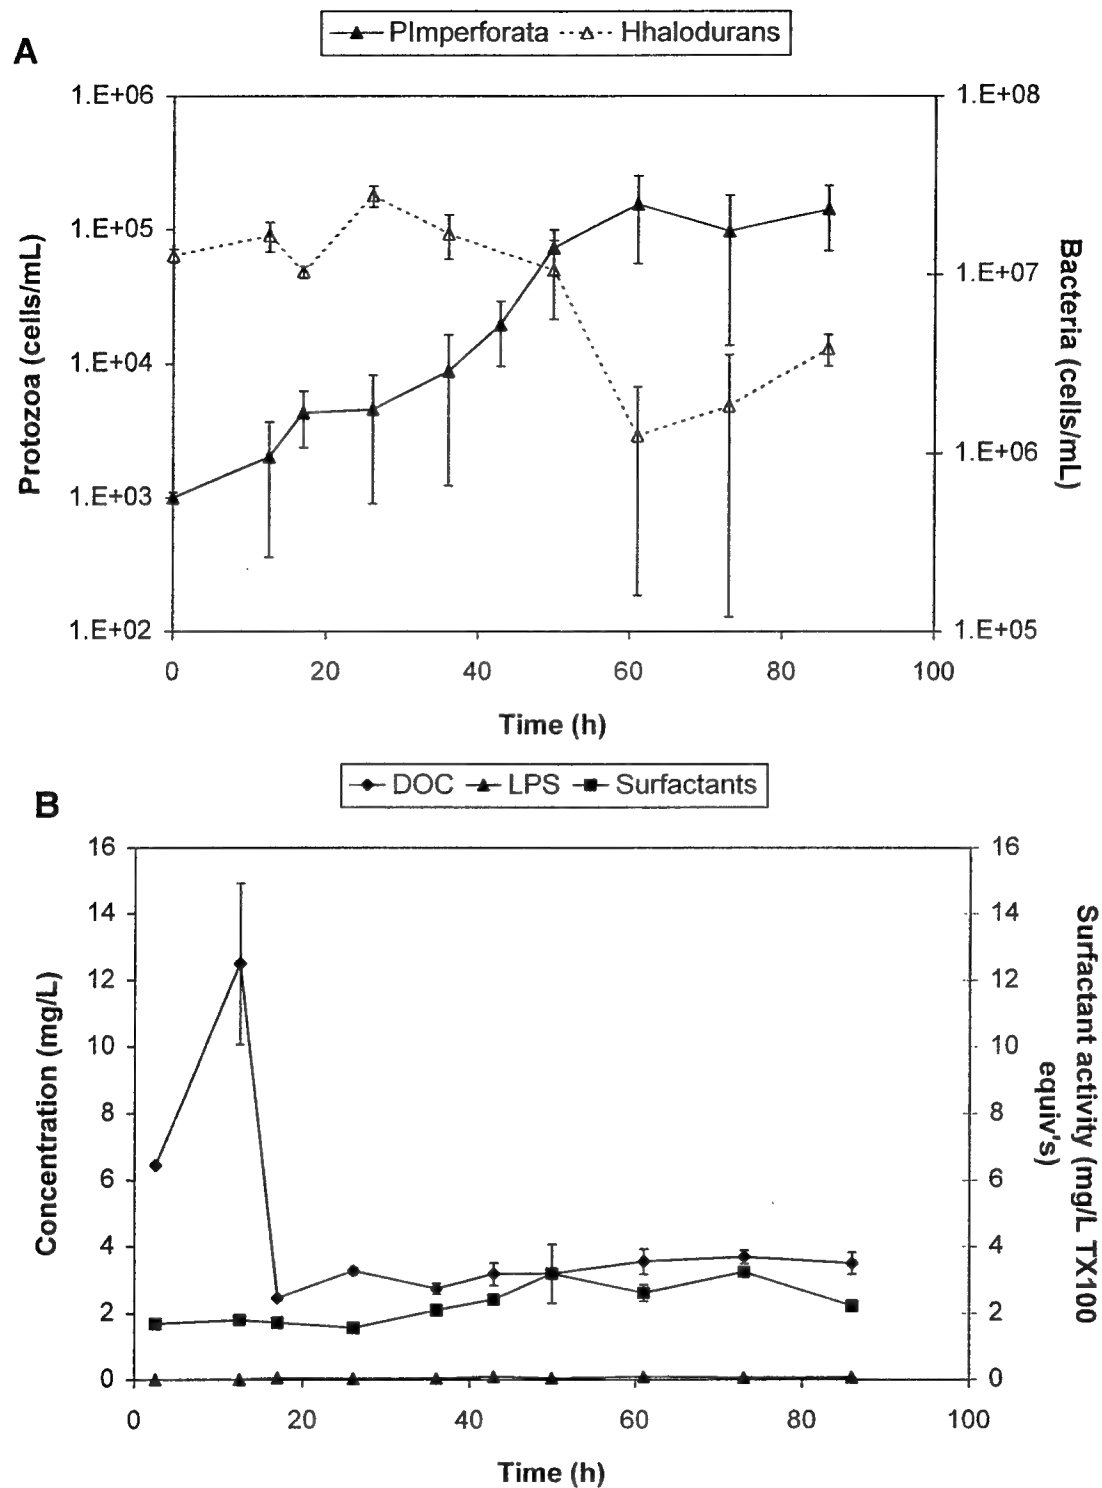 A
PImperforata Hhalodurans
1.E+06 1.E+08
1.E+05
1.E+07
1.E+04
1.E+06
1.E+03
1.E+02 1.E+05
Protozoa (cells/mL)
Bacteria (cells/mL)
0 20 40 60 80 100
Time (h)
B
DOC LPS Surfactants
16 16
14 14
12 12
10 10
8 8
6 6
4 4
2 2
0 0
Concentration (mg/L)
Surfactant activity (mg/L TX100
equiv's)
0 20 40 60 80 100
Time (h)